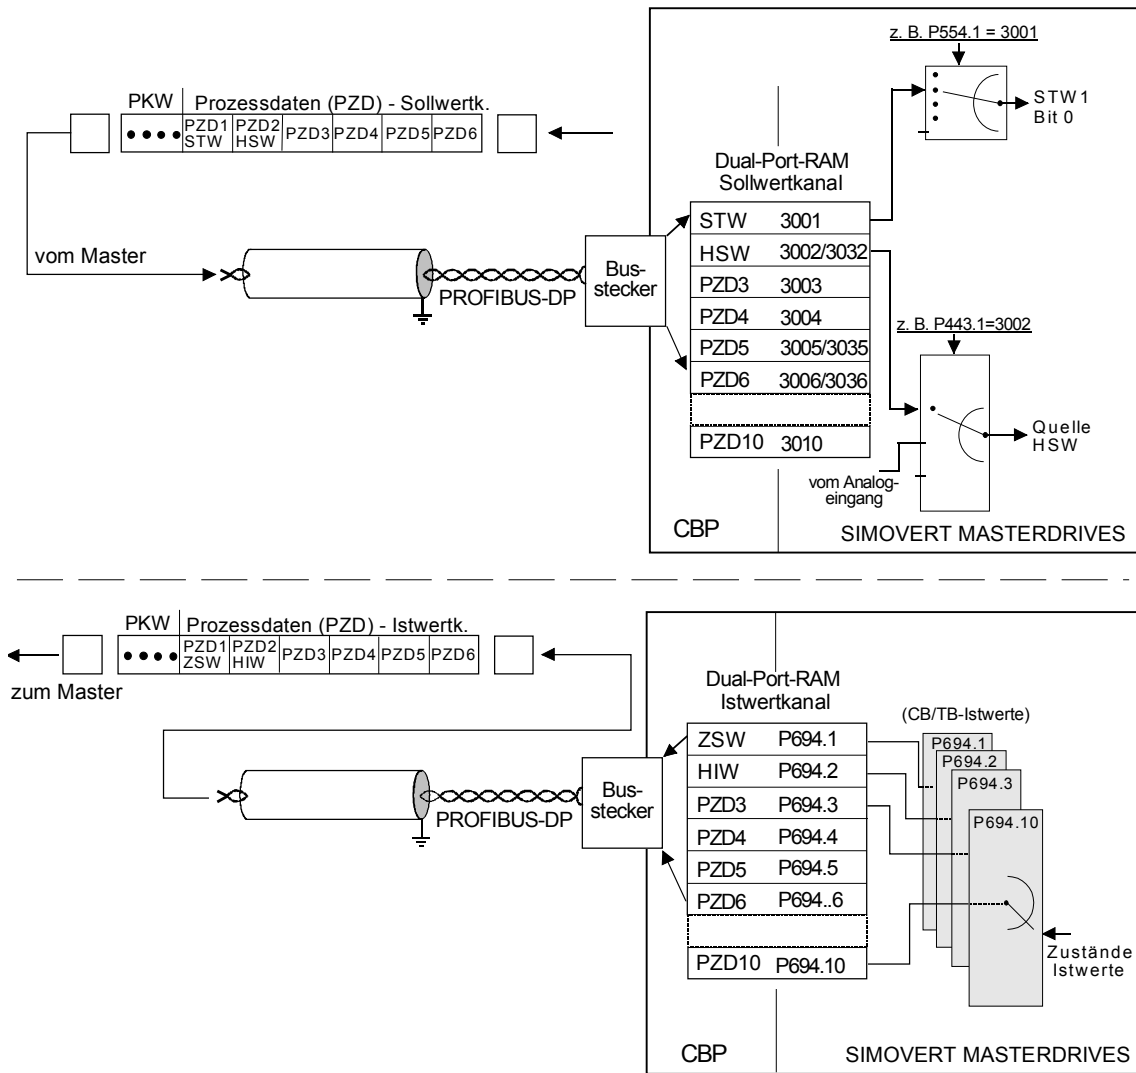 z. B. P554.1 = 3001
STW1
Bit 0
PKW Prozessdaten (PZD) - Sollwertk.
PZD1 STW
PZD2 HSW
PZD3
PZD4
PZD5
PZD6
vom Master
PROFIBUS-DP
Bus-
stecker
Dual-Port-RAM
Sollwertkanal
STW 3001
HSW 3002/3032
PZD3 3003
PZD4 3004
PZD5 3005/3035
PZD6 3006/3036
PZD10 3010
z. B. P443.1=3002
Quelle
HSW
vom Analog-
eingang
CBP
SIMOVERT MASTERDRIVES
PKW Prozessdaten (PZD) - Istwertk.
PZD1 ZSW
PZD2 HIW
PZD3
PZD4
PZD5
PZD6
zum Master
PROFIBUS-DP
Bus-
stecker
Dual-Port-RAM
Istwertkanal
ZSW P694.1
HIW P694.2
PZD3 P694.3
PZD4 P694.4
PZD5 P694.5
PZD6 P694..6
PZD10 P694.10
(CB/TB-Istwerte)
P694.1
P694.2
P694.3
P694.10
Zustände
Istwerte
CBP
SIMOVERT MASTERDRIVES